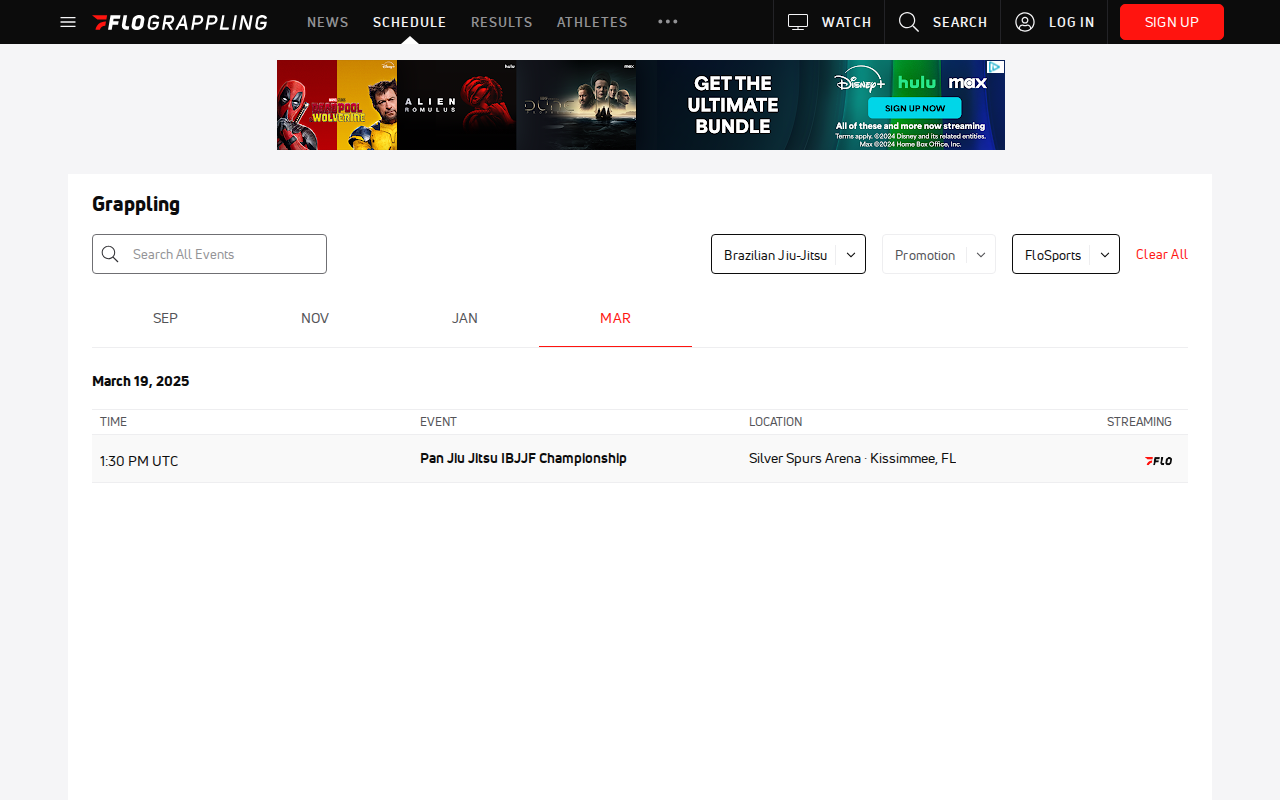 FLOGRAPPLING NEWS SCHEDULE RESULTS ATHLETES WATCH SEARCH LOG IN SIGN UP
DEADPOOL & WOLVERINE
ALIEN
ROMULUS
DUNE
Disney+
hulu
max
GET THE
ULTIMATE
BUNDLE
Disney+ hulu max
SIGN UP NOW
All of these and more now streaming
Terms apply. ©2024 Disney and its related entities.
Max ©2024 Home Box Office, Inc.
Grappling
Search All Events
Brazilian Jiu-Jitsu Promotion FloSports Clear All
SEP NOV JAN MAR
March 19, 2025
TIME EVENT LOCATION STREAMING
1:30 PM UTC Pan Jiu Jitsu IBJJF Championship Silver Spurs Arena · Kissimmee, FL FLO